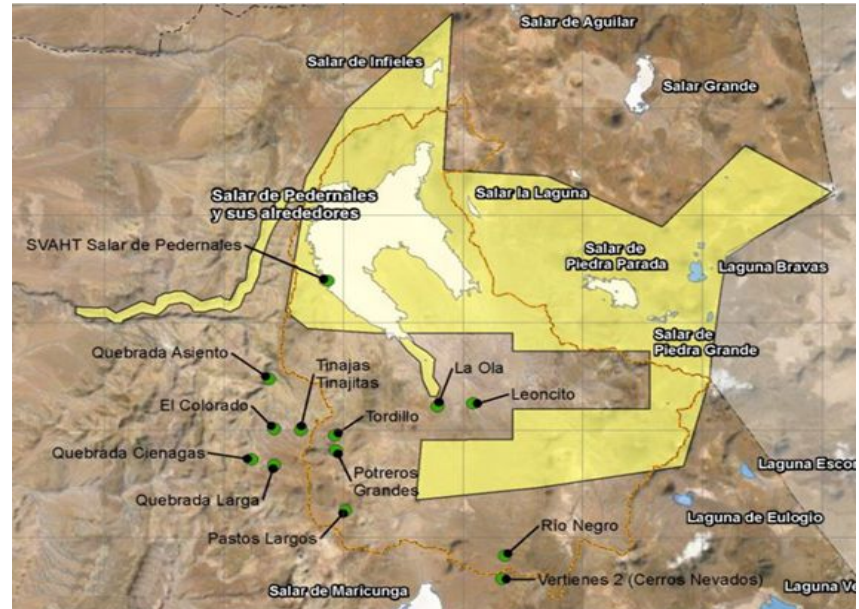 Salar de Aguilar
Salar de Infieles
Salar Grande
Salar de Pedernales
y sus alrededores
Salar la Laguna
SVAHT Salar de Pedernales
Salar de
Piedra Parada
Laguna Bravas
Salar de
Piedra Grande
Quebrada Asiento
Tinajas
Tinajitas
La Ola
Leoncito
El Colorado
Tordillo
Quebrada Cienagas
Potreros
Grandes
Laguna Escon
Quebrada Larga
Laguna de Eulogio
Pastos Largos
Río Negro
Vertienes 2 (Cerros Nevados)
Salar de Maricunga
Laguna Ve